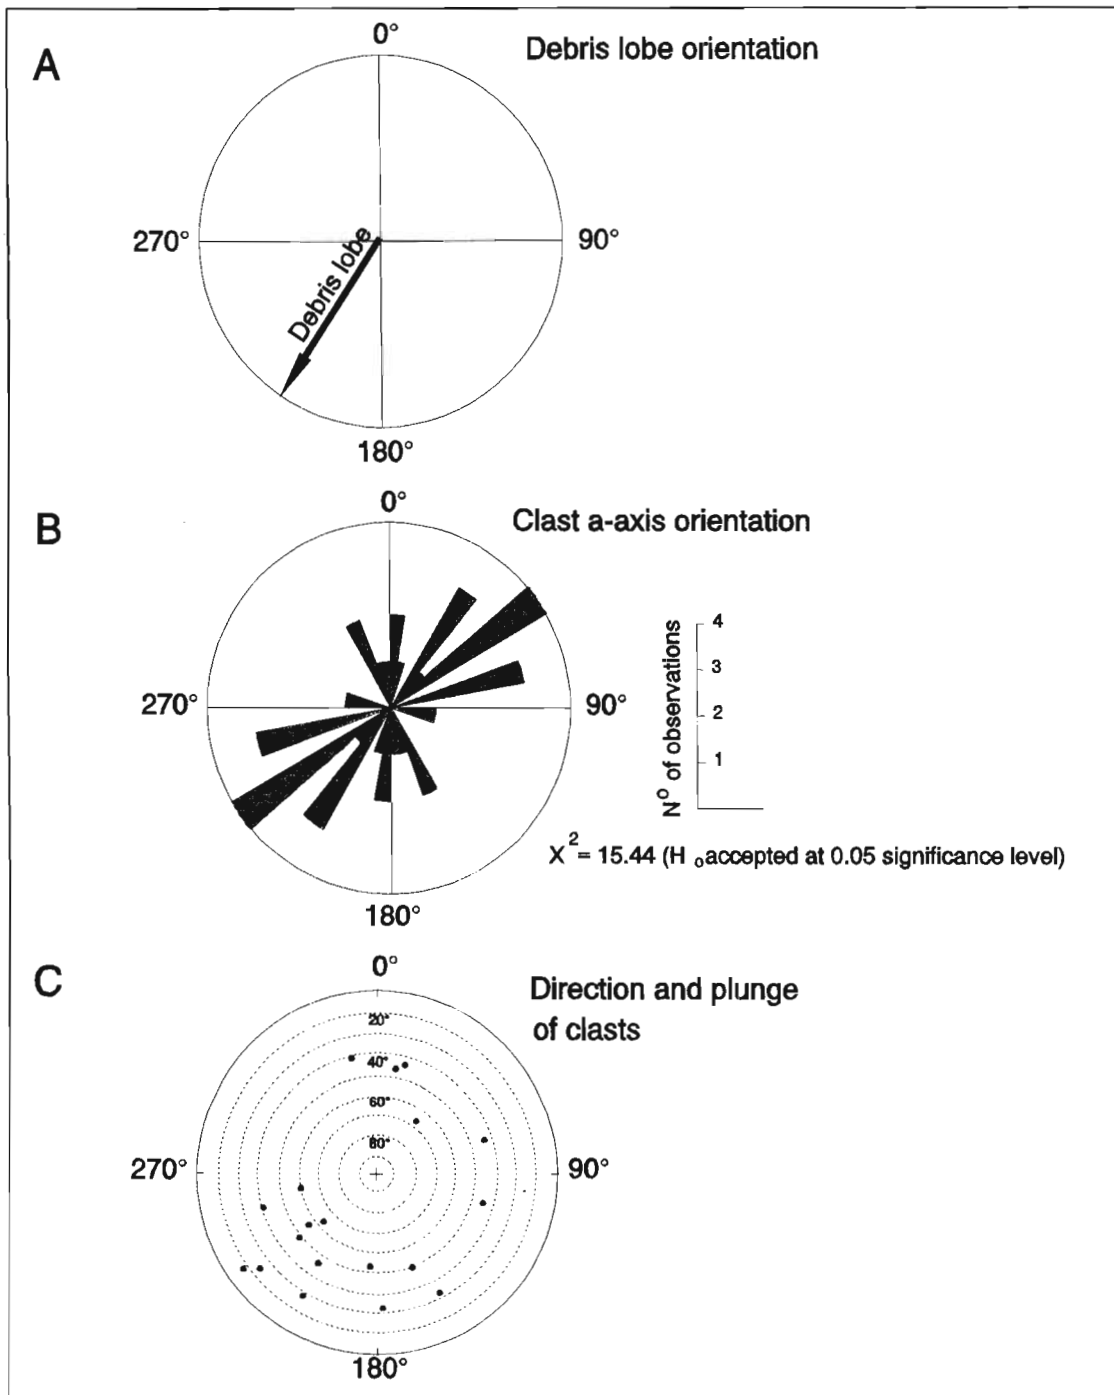 A
0°
Debris lobe orientation
270°
90°
Debris lobe
180°
B
0°
Clast a-axis orientation
270°
90°
N° of observations
4
3
2
1
X² = 15.44 (H₀ accepted at 0.05 significance level)
180°
C
0°
Direction and plunge
of clasts
20°
40°
60°
80°
270°
90°
180°